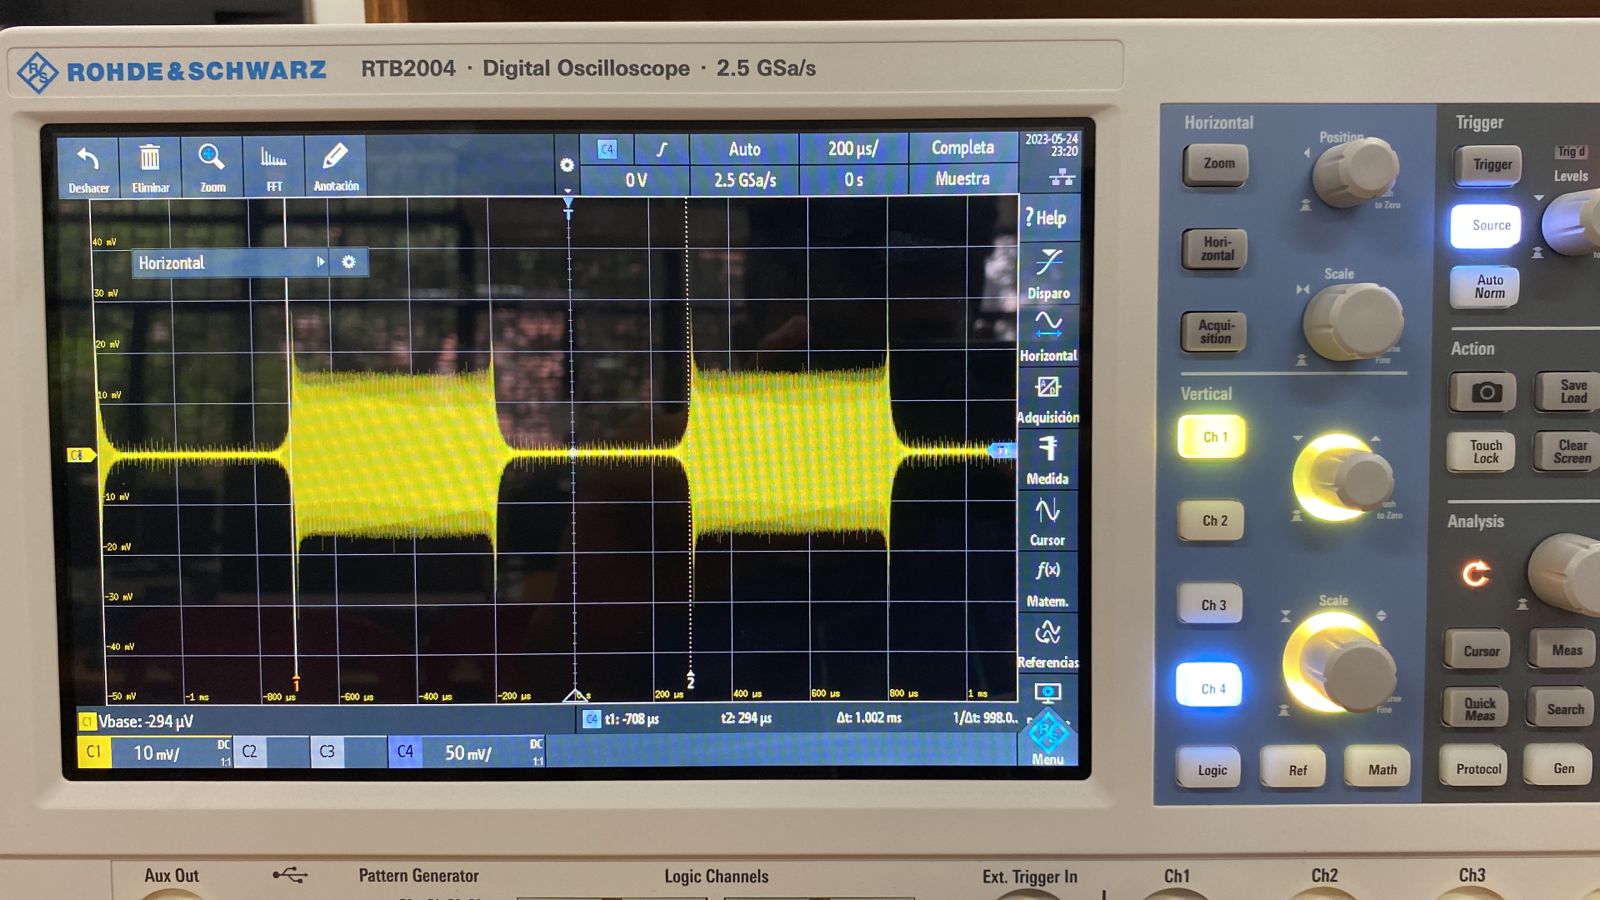 ROHDE & SCHWARZ RTB2004 · Digital Oscilloscope · 2.5 GSa/s
Deshacer
Eliminar
Zoom
FFT
Anotación
C4
Auto
200 µs/
Completa
0 V
2.5 GSa/s
0 s
Muestra
2023-05-24
23:20
T
? Help
Disparo
Horizontal
Adquisición
Medida
Cursor
f(x)
Matem.
Referencias
Menu
Horizontal
40 mV
30 mV
20 mV
10 mV
-10 mV
-20 mV
-30 mV
-40 mV
-50 mV
-1 ms
-800 µs
-600 µs
-400 µs
-200 µs
200 µs
400 µs
600 µs
800 µs
1 ms
1
2
C1 Vbase: -294 µV
C4 t1: -708 µs
t2: 294 µs
Δt: 1.002 ms
1/Δt: 998.0..
C1 10 mV/ DC 1:1
C2
C3
C4 50 mV/ DC 1:1
Horizontal
Position
Zoom
to Zero
Hori-
zontal
Scale
Acqui-
sition
Fine
Vertical
Ch 1
Ch 2
to Zero
Ch 3
Scale
Ch 4
Fine
Logic
Ref
Math
Trigger
Trigger
Trig'd
Levels
Source
Auto
Norm
Action
Save
Load
Touch
Lock
Clear
Screen
Analysis
Cursor
Meas
Quick
Meas
Search
Protocol
Gen
Aux Out
Pattern Generator
Logic Channels
Ext. Trigger In
Ch1
Ch2
Ch3